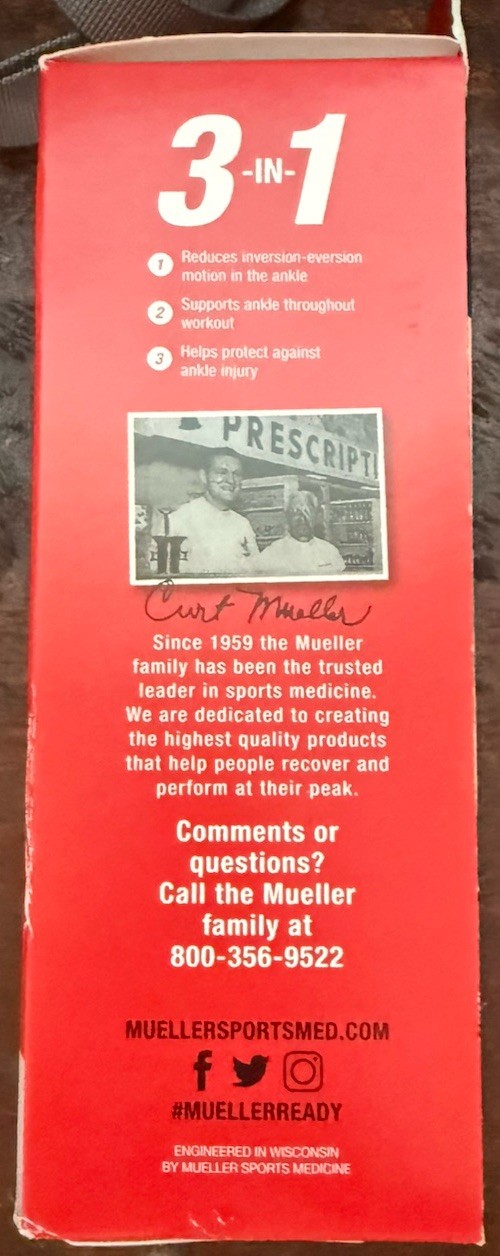 3-IN-1
1 Reduces inversion-eversion
motion in the ankle
2 Supports ankle throughout
workout
3 Helps protect against
ankle injury
PRESCRIPTI
Curt Mueller
Since 1959 the Mueller
family has been the trusted
leader in sports medicine.
We are dedicated to creating
the highest quality products
that help people recover and
perform at their peak.
Comments or
questions?
Call the Mueller
family at
800-356-9522
MUELLERSPORTSMED.COM
#MUELLERREADY
ENGINEERED IN WISCONSIN
BY MUELLER SPORTS MEDICINE